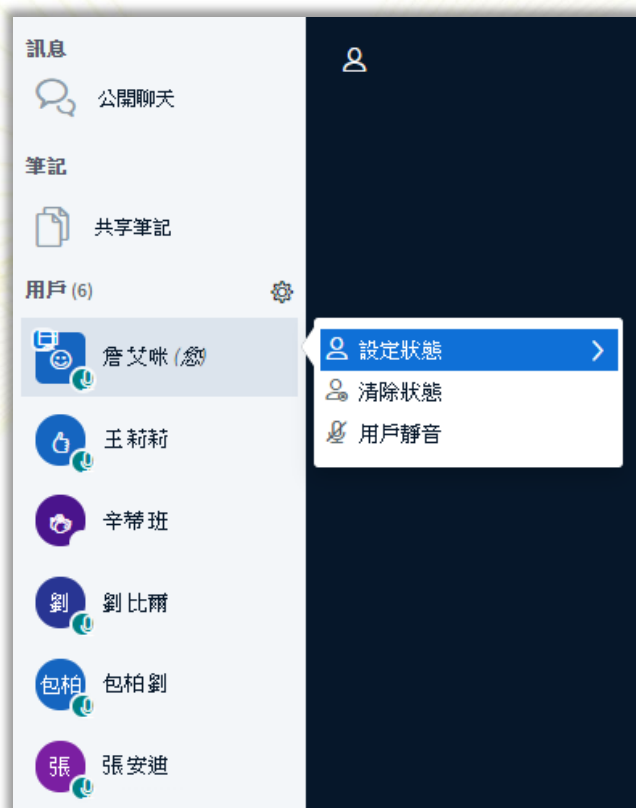 訊息
公開聊天
筆記
共享筆記
用戶 (6)
詹艾咪 (您)
設定狀態
清除狀態
用戶靜音
王莉莉
辛蒂班
劉
劉比爾
包柏
包柏劉
張
張安迪